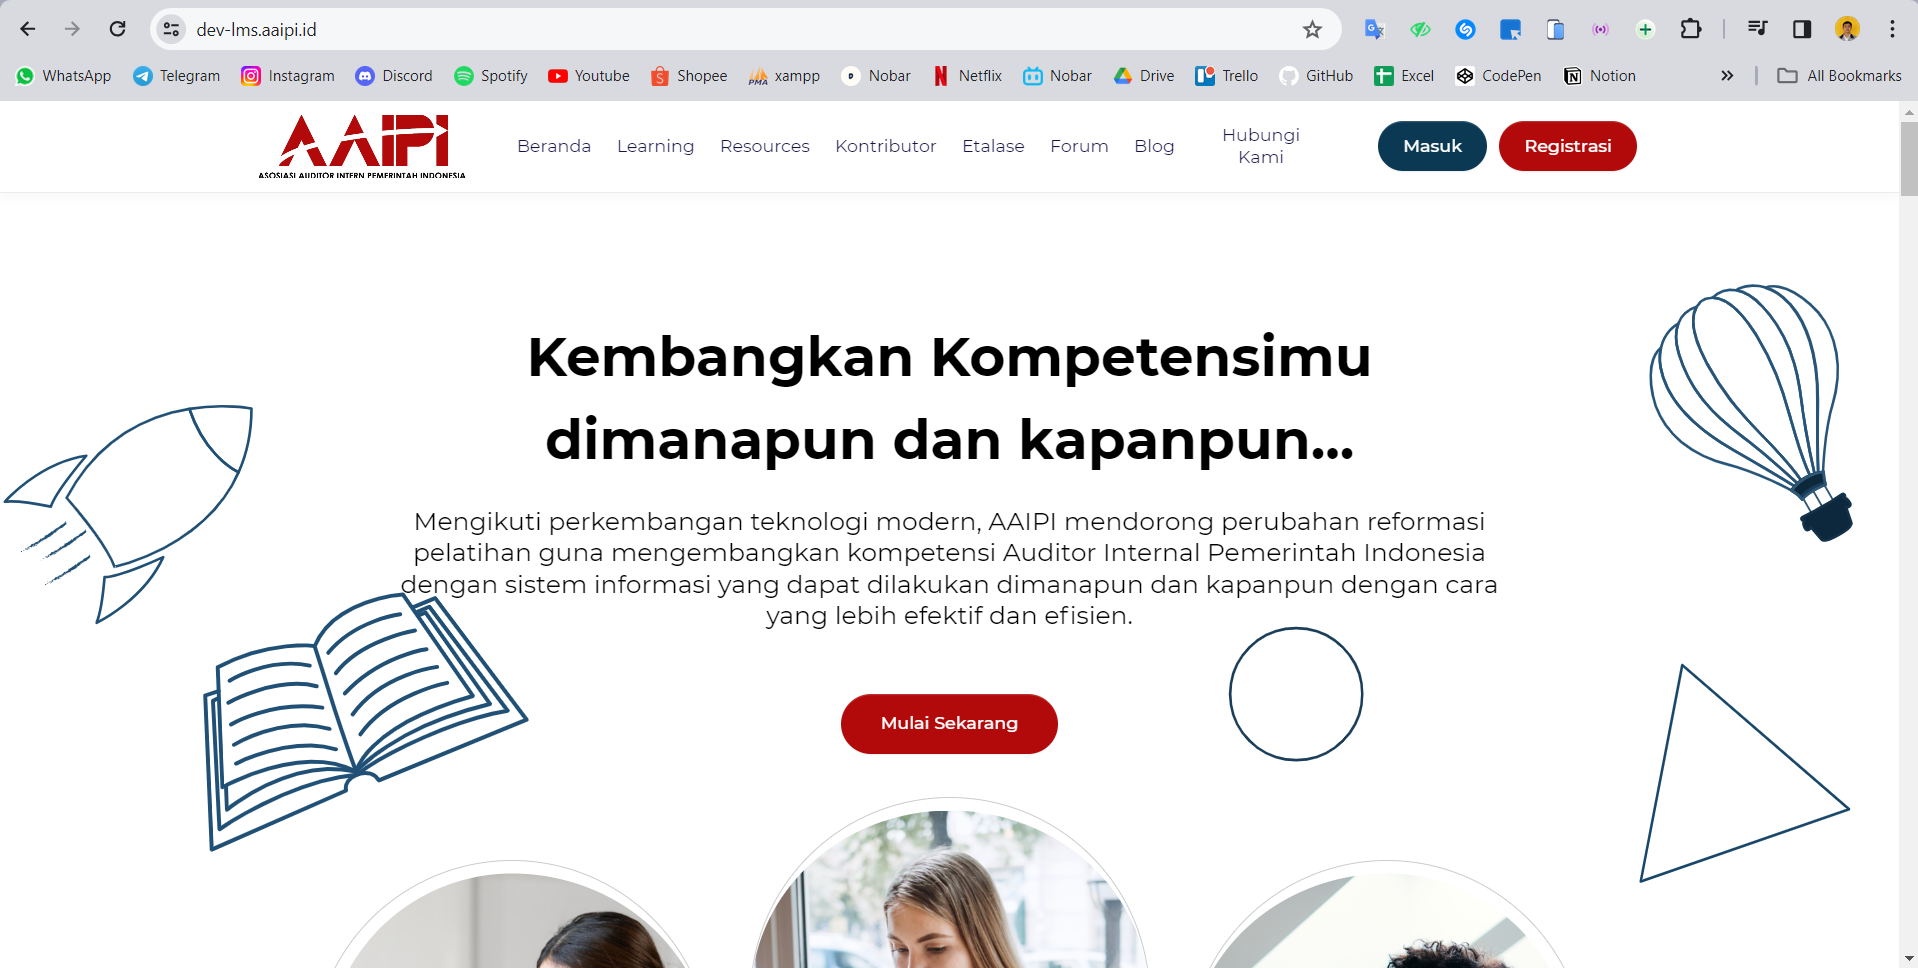 dev-lms.aaipi.id
WhatsApp Telegram Instagram Discord Spotify Youtube Shopee xampp Nobar Netflix Nobar Drive Trello GitHub Excel CodePen Notion » All Bookmarks
AAIPI
ASOSIASI AUDITOR INTERN PEMERINTAH INDONESIA
Beranda Learning Resources Kontributor Etalase Forum Blog Hubungi Kami Masuk Registrasi
Kembangkan Kompetensimu
dimanapun dan kapanpun...
Mengikuti perkembangan teknologi modern, AAIPI mendorong perubahan reformasi
pelatihan guna mengembangkan kompetensi Auditor Internal Pemerintah Indonesia
dengan sistem informasi yang dapat dilakukan dimanapun dan kapanpun dengan cara
yang lebih efektif dan efisien.
Mulai Sekarang